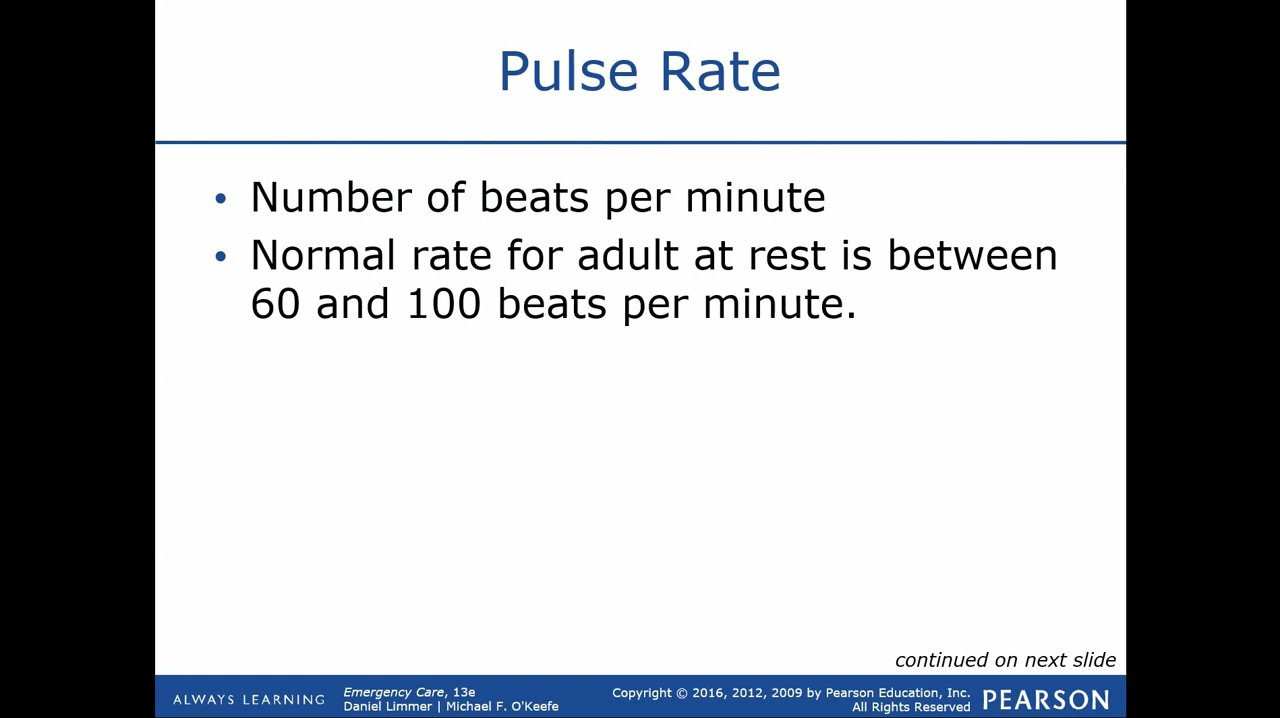 Pulse Rate
• Number of beats per minute
• Normal rate for adult at rest is between
60 and 100 beats per minute.
continued on next slide
ALWAYS LEARNING
Emergency Care, 13e
Daniel Limmer | Michael F. O'Keefe
Copyright © 2016, 2012, 2009 by Pearson Education, Inc.
All Rights Reserved
PEARSON